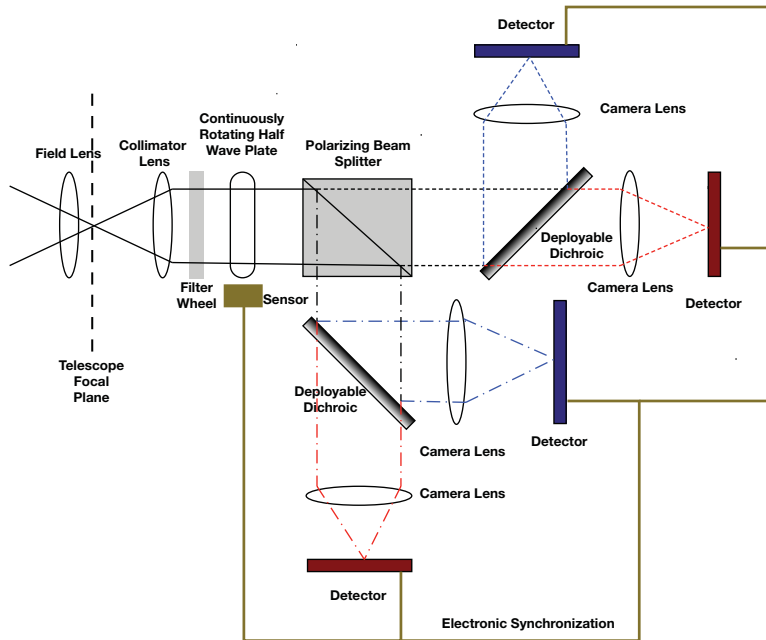 Detector
Continuously
Rotating Half
Wave Plate
Camera Lens
Collimator
Lens
Polarizing Beam
Splitter
Field Lens
Deployable
Dichroic
Camera Lens
Filter
Wheel
Sensor
Detector
Telescope
Focal
Plane
Deployable
Dichroic
Camera Lens
Detector
Camera Lens
Detector
Electronic Synchronization